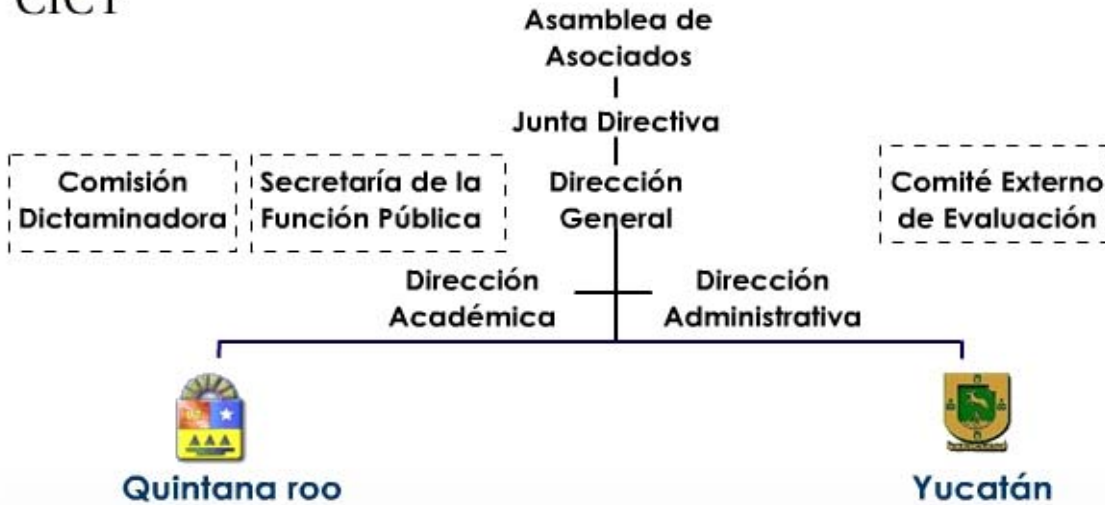 Asamblea de
Asociados
Junta Directiva
Comisión
Dictaminadora
Secretaría de la
Función Pública
Dirección
General
Comité Externo
de Evaluación
Dirección
Académica
Dirección
Administrativa
Quintana roo
Yucatán